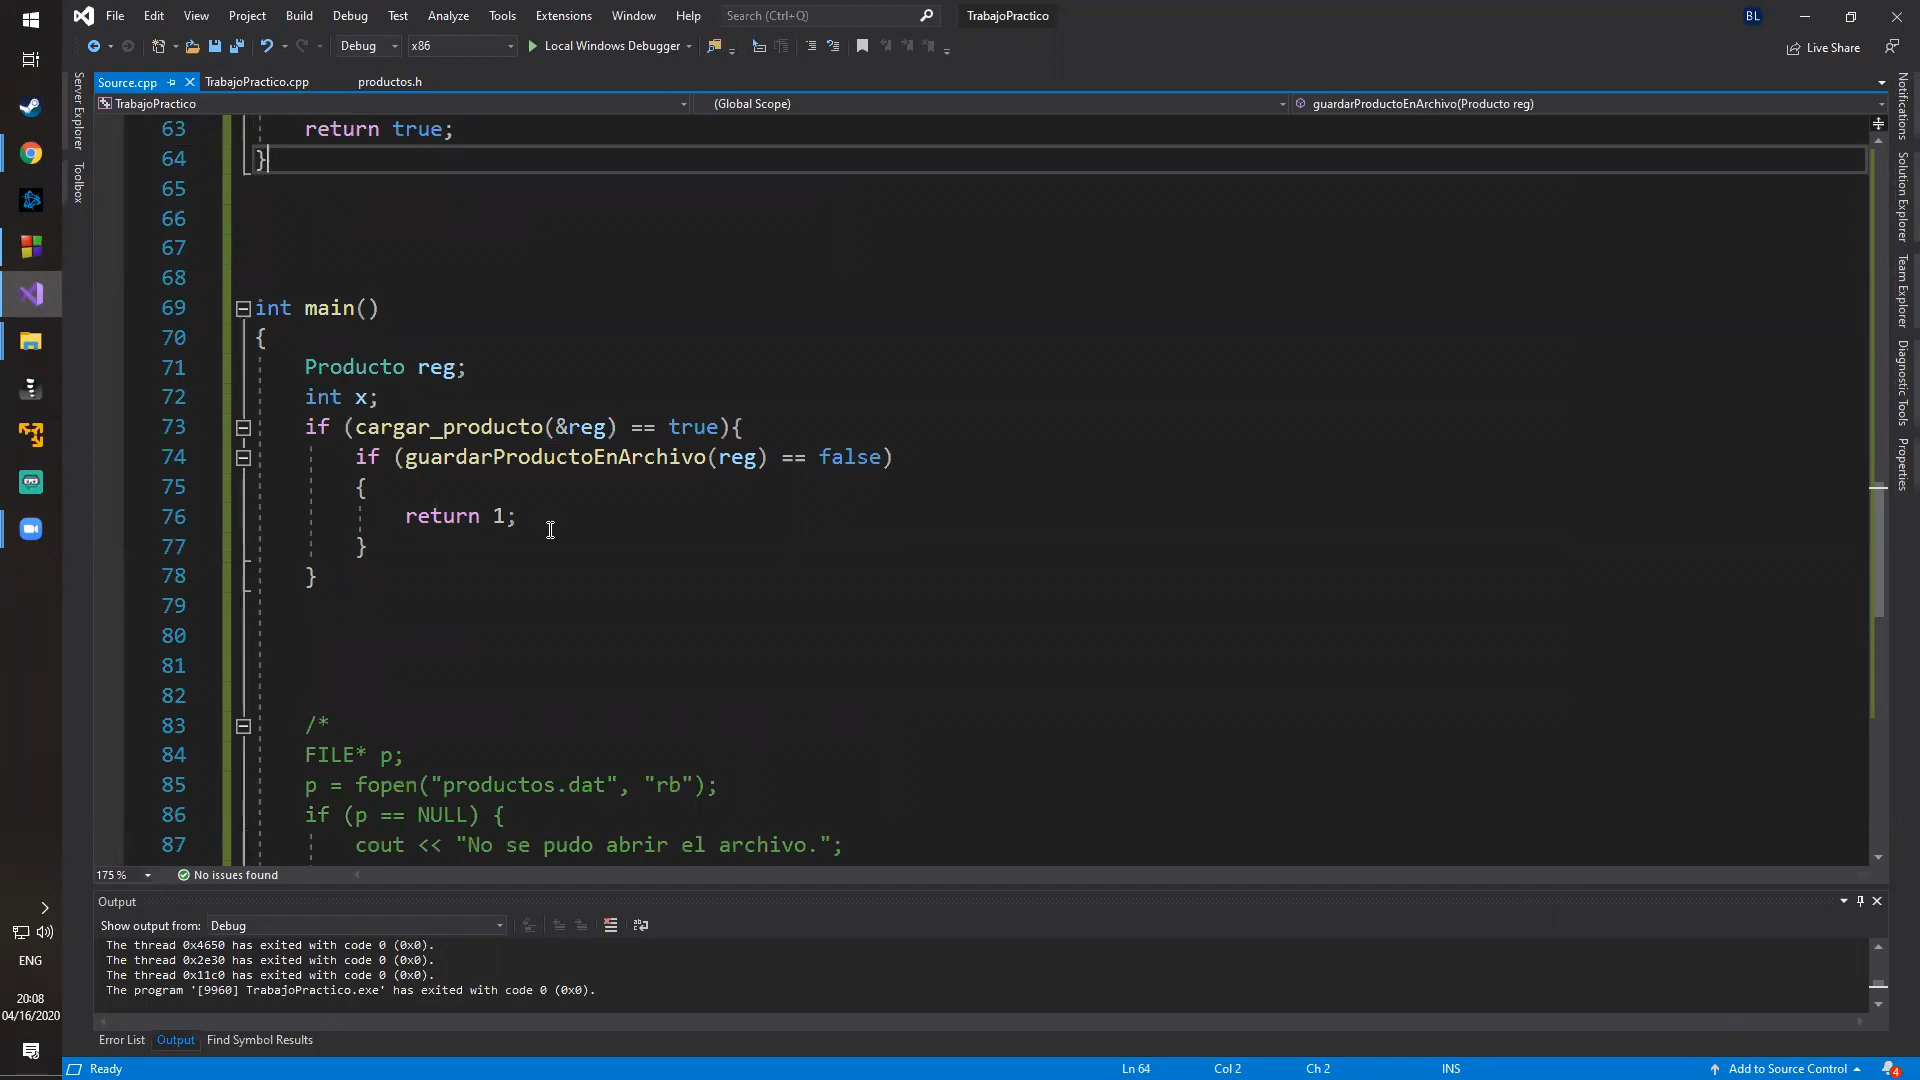 File Edit View Project Build Debug Test Analyze Tools Extensions Window Help Search (Ctrl+Q) TrabajoPractico BL
Debug x86 Local Windows Debugger Live Share
Source.cpp TrabajoPractico.cpp productos.h
TrabajoPractico (Global Scope) guardarProductoEnArchivo(Producto reg)
Server Explorer
Toolbox
Notifications
Solution Explorer
Team Explorer
Diagnostic Tools
Properties
63 return true;
64 }
65
66
67
68
69 int main()
70 {
71 Producto reg;
72 int x;
73 if (cargar_producto(&reg) == true){
74 if (guardarProductoEnArchivo(reg) == false)
75 {
76 return 1;
77 }
78 }
79
80
81
82
83 /*
84 FILE* p;
85 p = fopen("productos.dat", "rb");
86 if (p == NULL) {
87 cout << "No se pudo abrir el archivo.";
175 % No issues found
Output
Show output from: Debug
The thread 0x4650 has exited with code 0 (0x0).
The thread 0x2e30 has exited with code 0 (0x0).
The thread 0x11c0 has exited with code 0 (0x0).
The program '[9960] TrabajoPractico.exe' has exited with code 0 (0x0).
Error List Output Find Symbol Results
Ready Ln 64 Col 2 Ch 2 INS Add to Source Control 4
ENG
20:08
04/16/2020